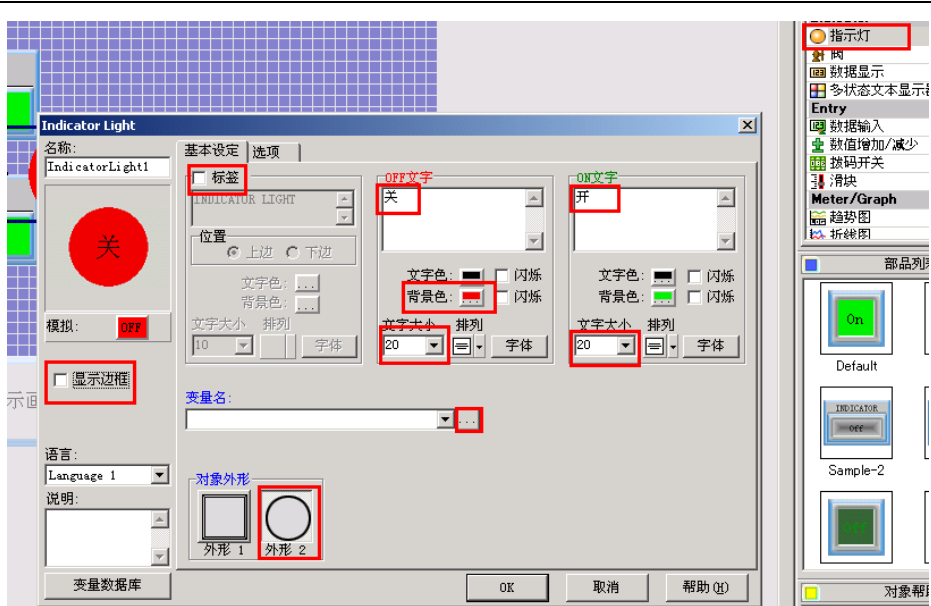 指示灯
阀
数据显示
多状态文本显示器
Entry
数据输入
数值增加/减少
拨码开关
滑块
Meter/Graph
趋势图
折线图
部品列
On
Default
INDICATOR
OFF
Sample-2
OFF
对象帮
Indicator Light
名称:
IndicatorLight1
关
模拟:
OFF
显示边框
示画
语言:
Language 1
说明:
变量数据库
基本设定
选项
标签
INDICATOR LIGHT
位置
上边 下边
文字色: ...
背景色: ...
文字大小 排列
10 字体
OFF文字
关
文字色: ... 闪烁
背景色: ... 闪烁
文字大小 排列
20 字体
ON文字
开
文字色: ... 闪烁
背景色: ... 闪烁
文字大小 排列
20 字体
变量名:
...
对象外形
外形 1 外形 2
OK 取消 帮助(H)